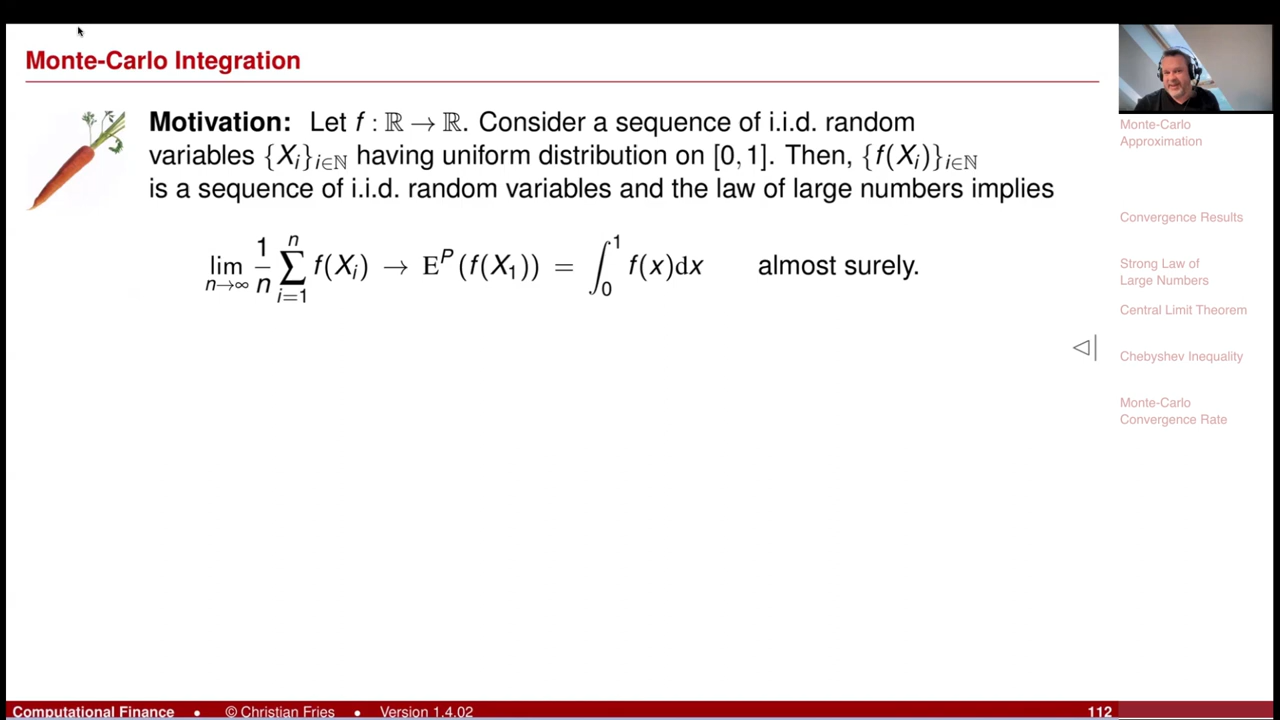 Monte-Carlo Integration
Motivation: Let f : ℝ → ℝ. Consider a sequence of i.i.d. random
variables {X_i}_{i∈ℕ} having uniform distribution on [0,1]. Then, {f(X_i)}_{i∈ℕ}
is a sequence of i.i.d. random variables and the law of large numbers implies
lim_{n→∞} 1/n ∑_{i=1}^{n} f(X_i) → E^P(f(X_1)) = ∫_0^1 f(x)dx almost surely.
Monte-Carlo
Approximation
Convergence Results
Strong Law of
Large Numbers
Central Limit Theorem
Chebyshev Inequality
Monte-Carlo
Convergence Rate
Computational Finance • © Christian Fries • Version 1.4.02 112